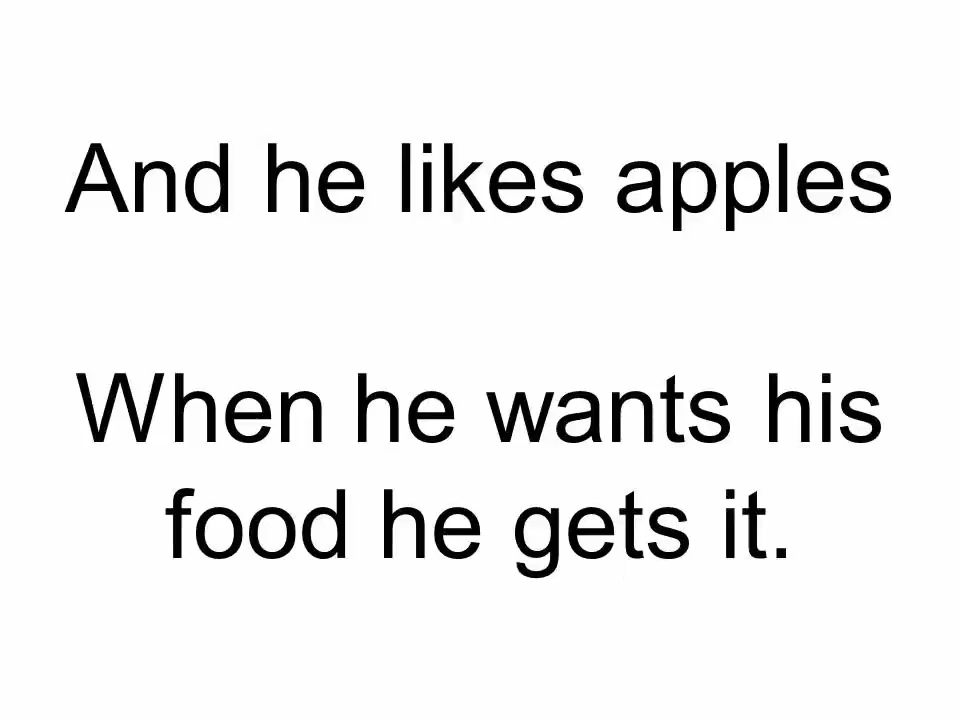 And he likes apples
When he wants his
food he gets it.